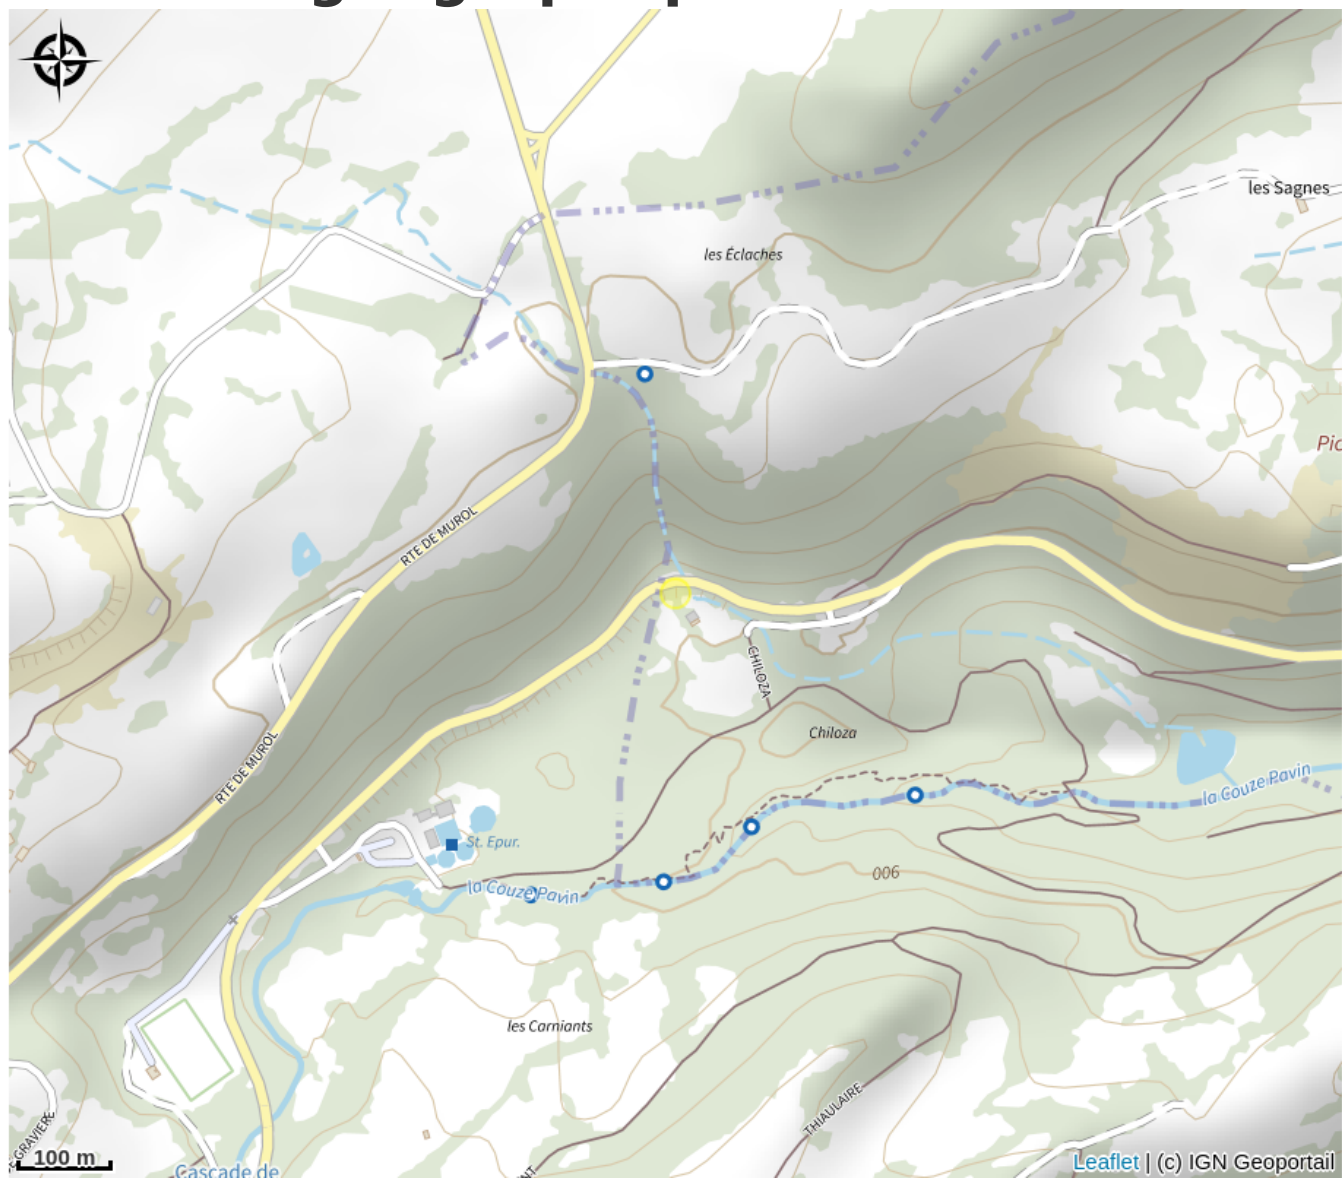 les Sagnes
les Éclaches
Pic
RTE DE MUROL
CHILOZA
Chiloza
RTE DE MUROL
la Couze Pavin
St. Epur.
006
la Couze Pavin
les Carniants
THIAULAIRE
GRAVIERE
100 m
Cascade de
NT
Leaflet | (c) IGN Geoportail